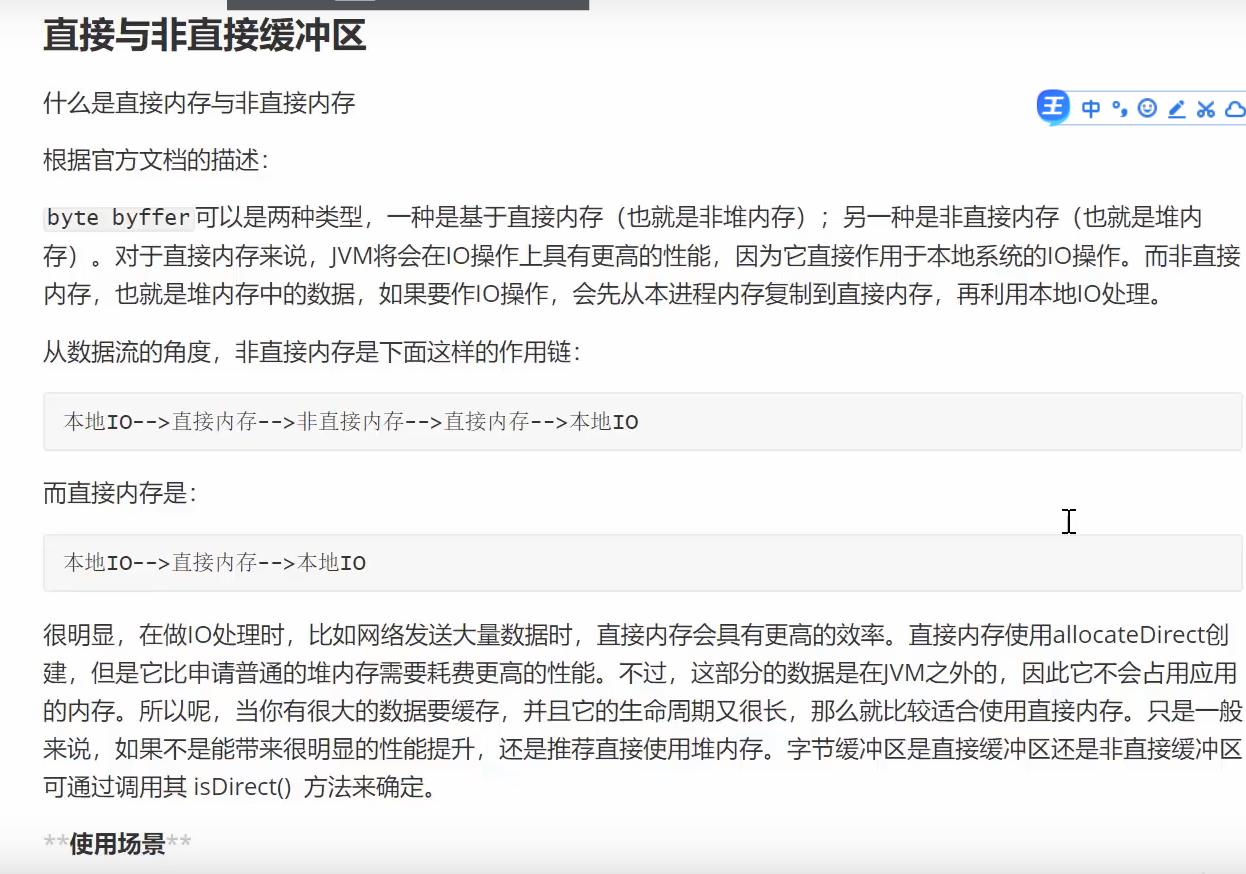 直接与非直接缓冲区
什么是直接内存与非直接内存
王 中 °,
根据官方文档的描述：
byte byffer可以是两种类型，一种是基于直接内存（也就是非堆内存）；另一种是非直接内存（也就是堆内
存）。对于直接内存来说，JVM将会在IO操作上具有更高的性能，因为它直接作用于本地系统的IO操作。而非直接
内存，也就是堆内存中的数据，如果要作IO操作，会先从本进程内存复制到直接内存，再利用本地IO处理。
从数据流的角度，非直接内存是下面这样的作用链：
本地IO-->直接内存-->非直接内存-->直接内存-->本地IO
而直接内存是：
本地IO-->直接内存-->本地IO
很明显，在做IO处理时，比如网络发送大量数据时，直接内存会具有更高的效率。直接内存使用allocateDirect创
建，但是它比申请普通的堆内存需要耗费更高的性能。不过，这部分的数据是在JVM之外的，因此它不会占用应用
的内存。所以呢，当你有很大的数据要缓存，并且它的生命周期又很长，那么就比较适合使用直接内存。只是一般
来说，如果不是能带来很明显的性能提升，还是推荐直接使用堆内存。字节缓冲区是直接缓冲区还是非直接缓冲区
可通过调用其 isDirect() 方法来确定。
**使用场景**